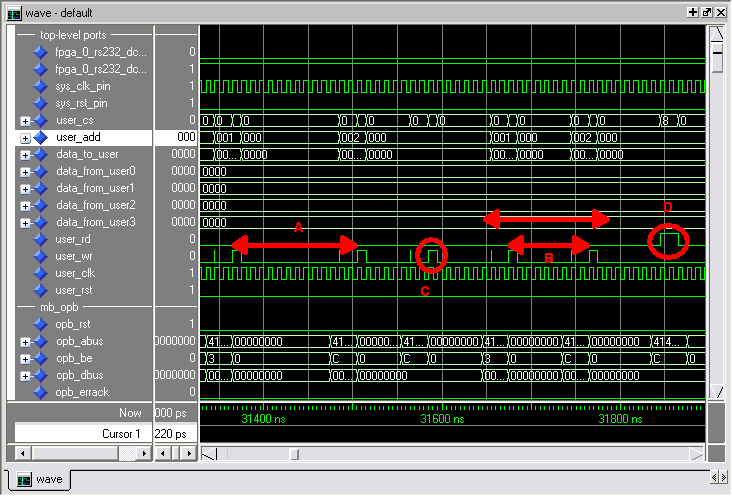 wave - default
top-level ports
fpga_0_rs232_dc... 0
fpga_0_rs232_dc... 1
sys_clk_pin 1
sys_rst_pin 1
user_cs 0 0 0 0 0 0 0 0 0 0 0 0 0 0 8 0
user_add 000 001 000 002 000 001 000 002 000
data_to_user 0000 00... 0000 00... 0000 00... 0000 00... 0000
data_from_user0 0000 0000
data_from_user1 0000 0000
data_from_user2 0000 0000
data_from_user3 0000 0000
D
user_rd 0
A
user_wr 0
B
user_clk 1
user_rst 1
C
mb_opb
opb_rst 1
opb_abus 0000000 41... 00000000 41... 00000... 41... 00000000 41... 00000... 41... 00000000 414...
opb_be 0 3 0 C 0 C 0 3 0 C 0 C
opb_dbus 0000000 00... 00000000 00... 00000000 00... 00000... 00... 00000000
opb_errack 0
Now 000 ps 31400 ns 31600 ns 31800 ns
Cursor 1 220 ps
wave